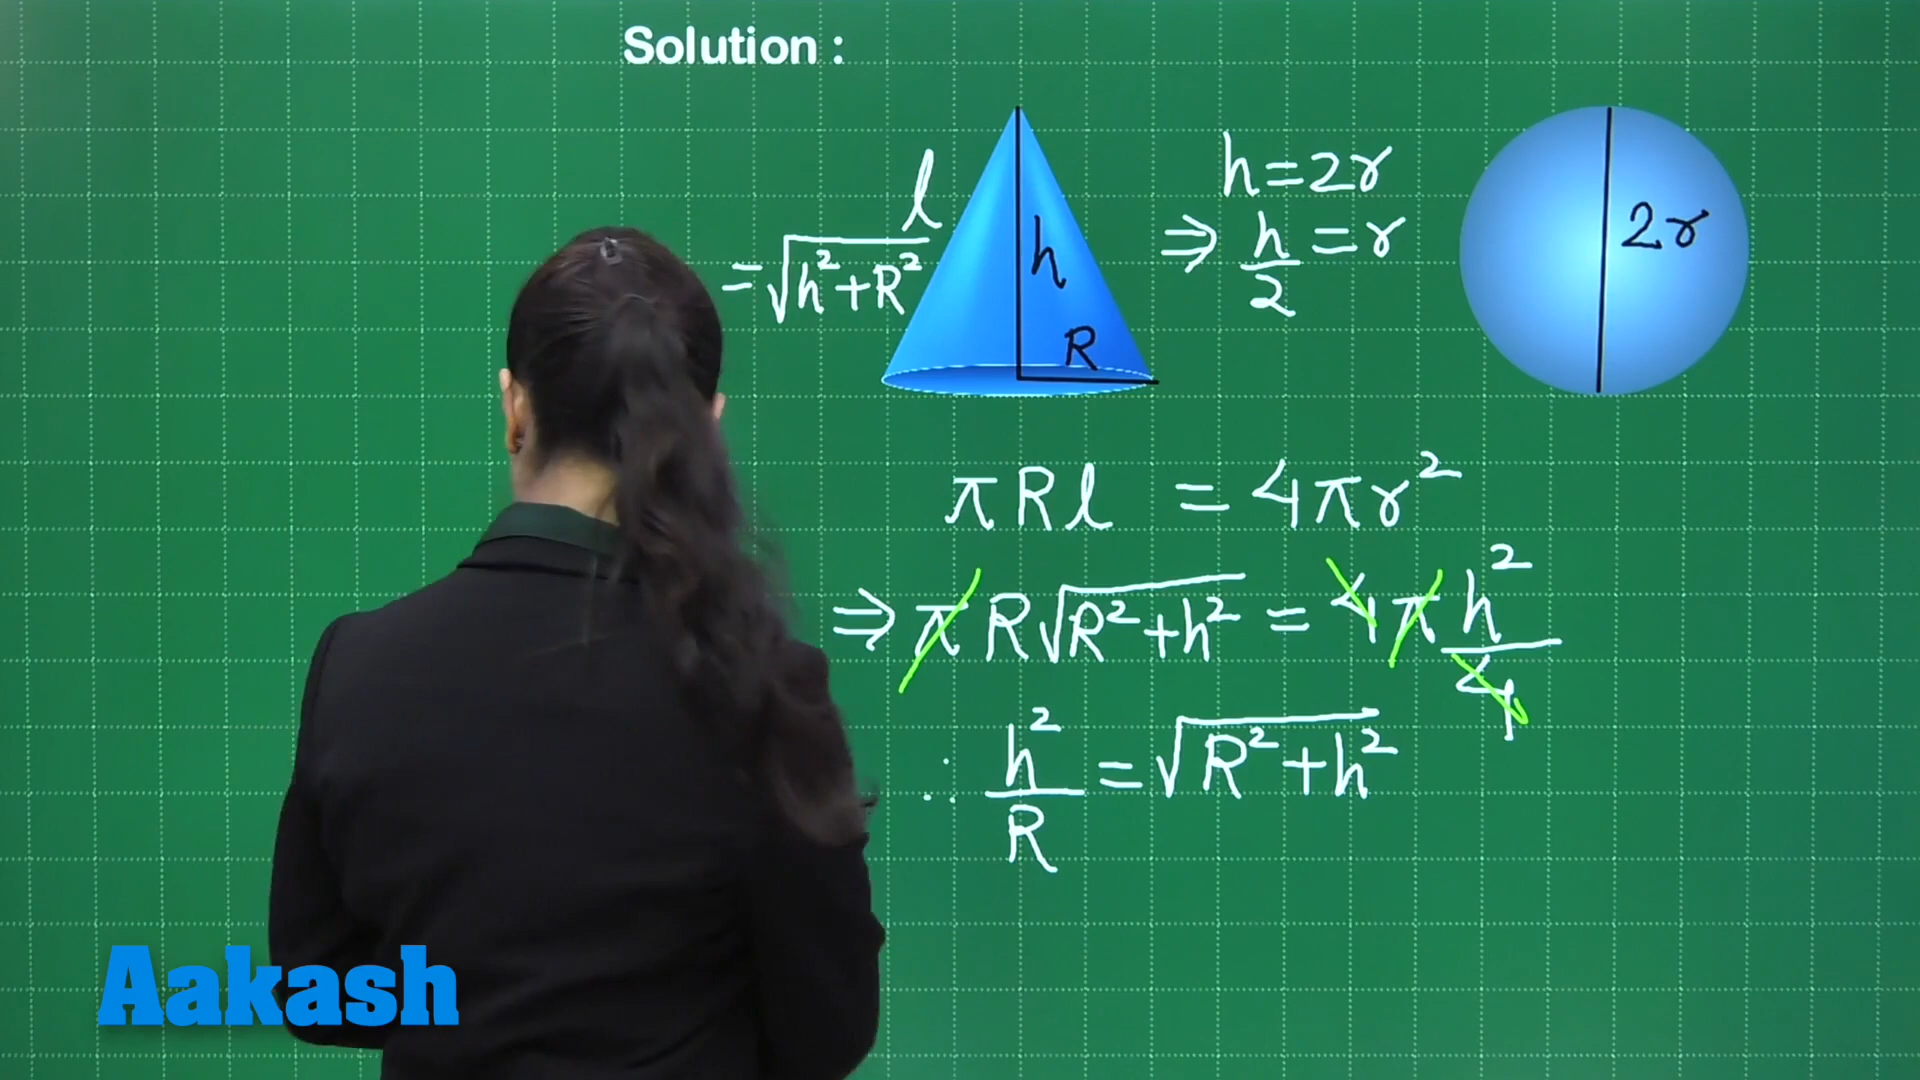 Solution :
l
= √(h²+R²)
h
R
h=2r
⇒ h/2 = r
2r
πRl = 4πr²
⇒ πR√(R²+h²) = 4π h²/4
∴ h²/R = √(R²+h²)
Aakash